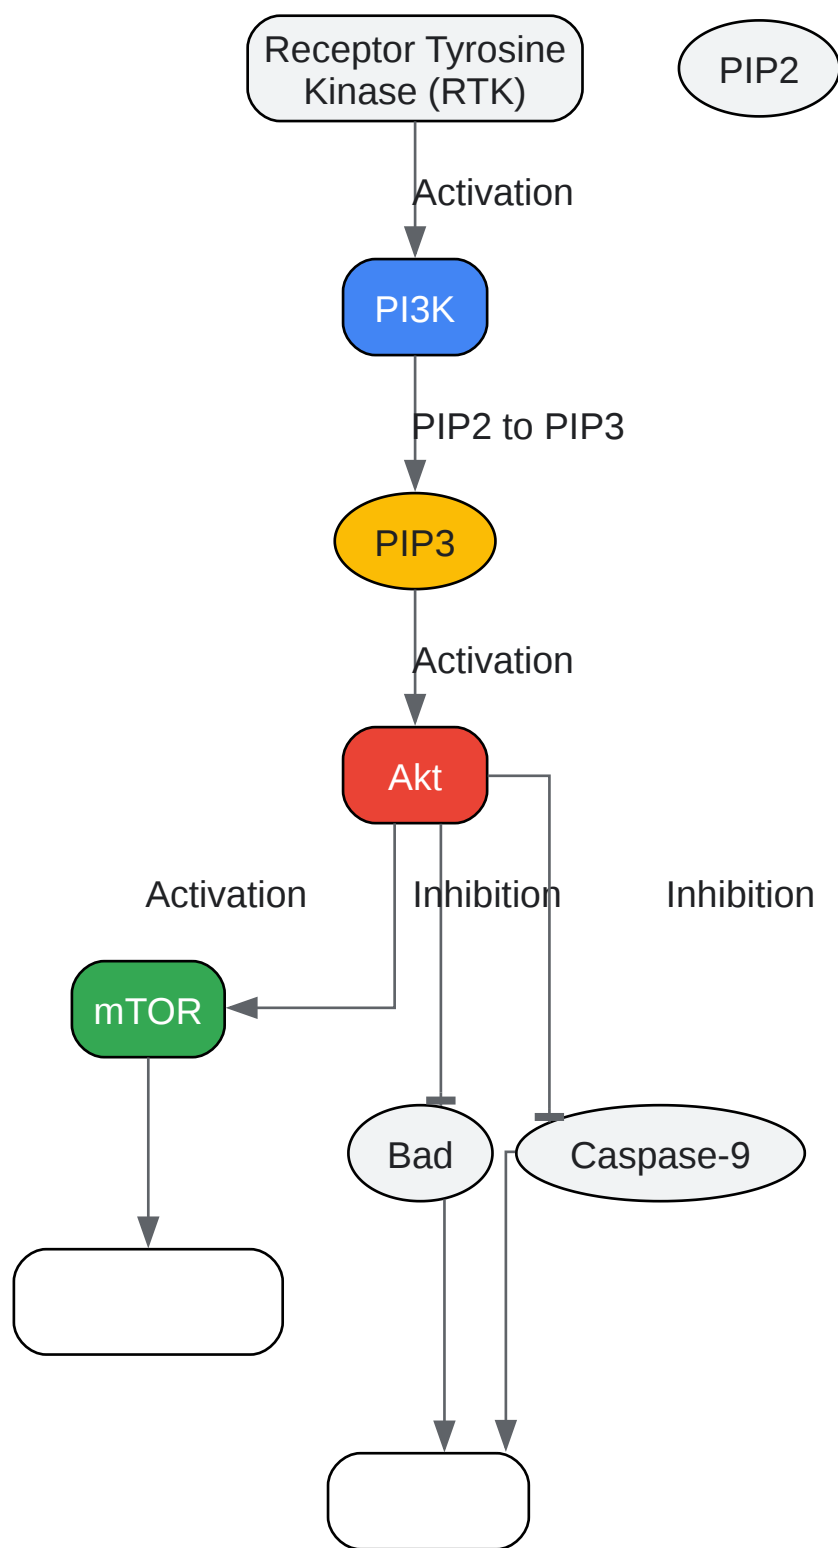 Receptor Tyrosine
Kinase (RTK)
PIP2
Activation
PI3K
PIP2 to PIP3
PIP3
Activation
Akt
Activation
Inhibition
Inhibition
mTOR
Bad
Caspase-9